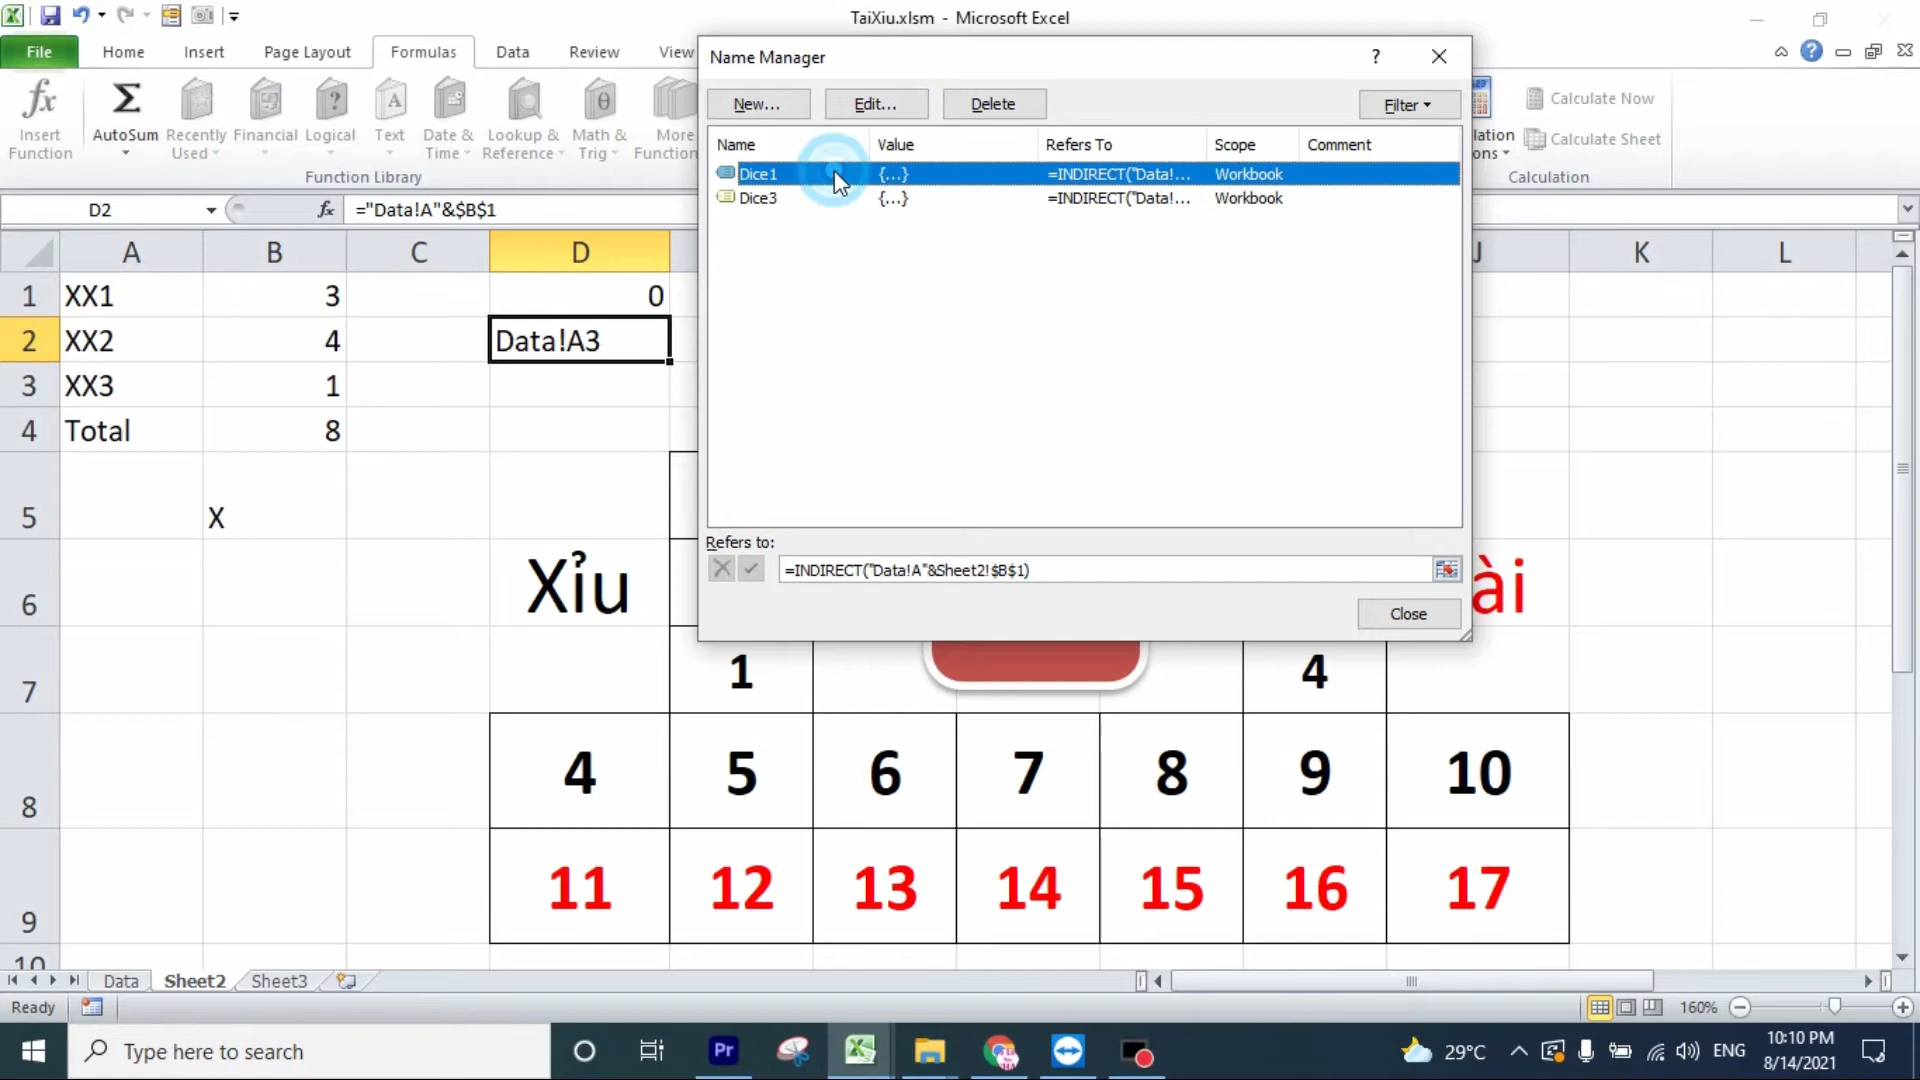 TaiXiu.xlsm - Microsoft Excel
File Home Insert Page Layout Formulas Data Review View
Insert Function
AutoSum
Recently Used
Financial
Logical
Text
Date & Time
Lookup & Reference
Math & Trig
More
Calculate Now
Calculate Sheet
Function Library
Calculation
D2
fx
="Data!A"&$B$1
Name Manager
?
New... Edit... Delete Filter
Name Value Refers To Scope Comment
Dice1 {...} =INDIRECT("Data!... Workbook
Dice3 {...} =INDIRECT("Data!... Workbook
Refers to:
=INDIRECT("Data!A"&Sheet2!$B$1)
Close
A B C D J K L
1 XX1 3 0
2 XX2 4 Data!A3
3 XX3 1
4 Total 8
5 X
6 Xỉu ài
7 1 4
8 4 5 6 7 8 9 10
9 11 12 13 14 15 16 17
10
Data Sheet2 Sheet3
Ready 160%
Type here to search
Pr
29°C
ENG
10:10 PM
8/14/2021